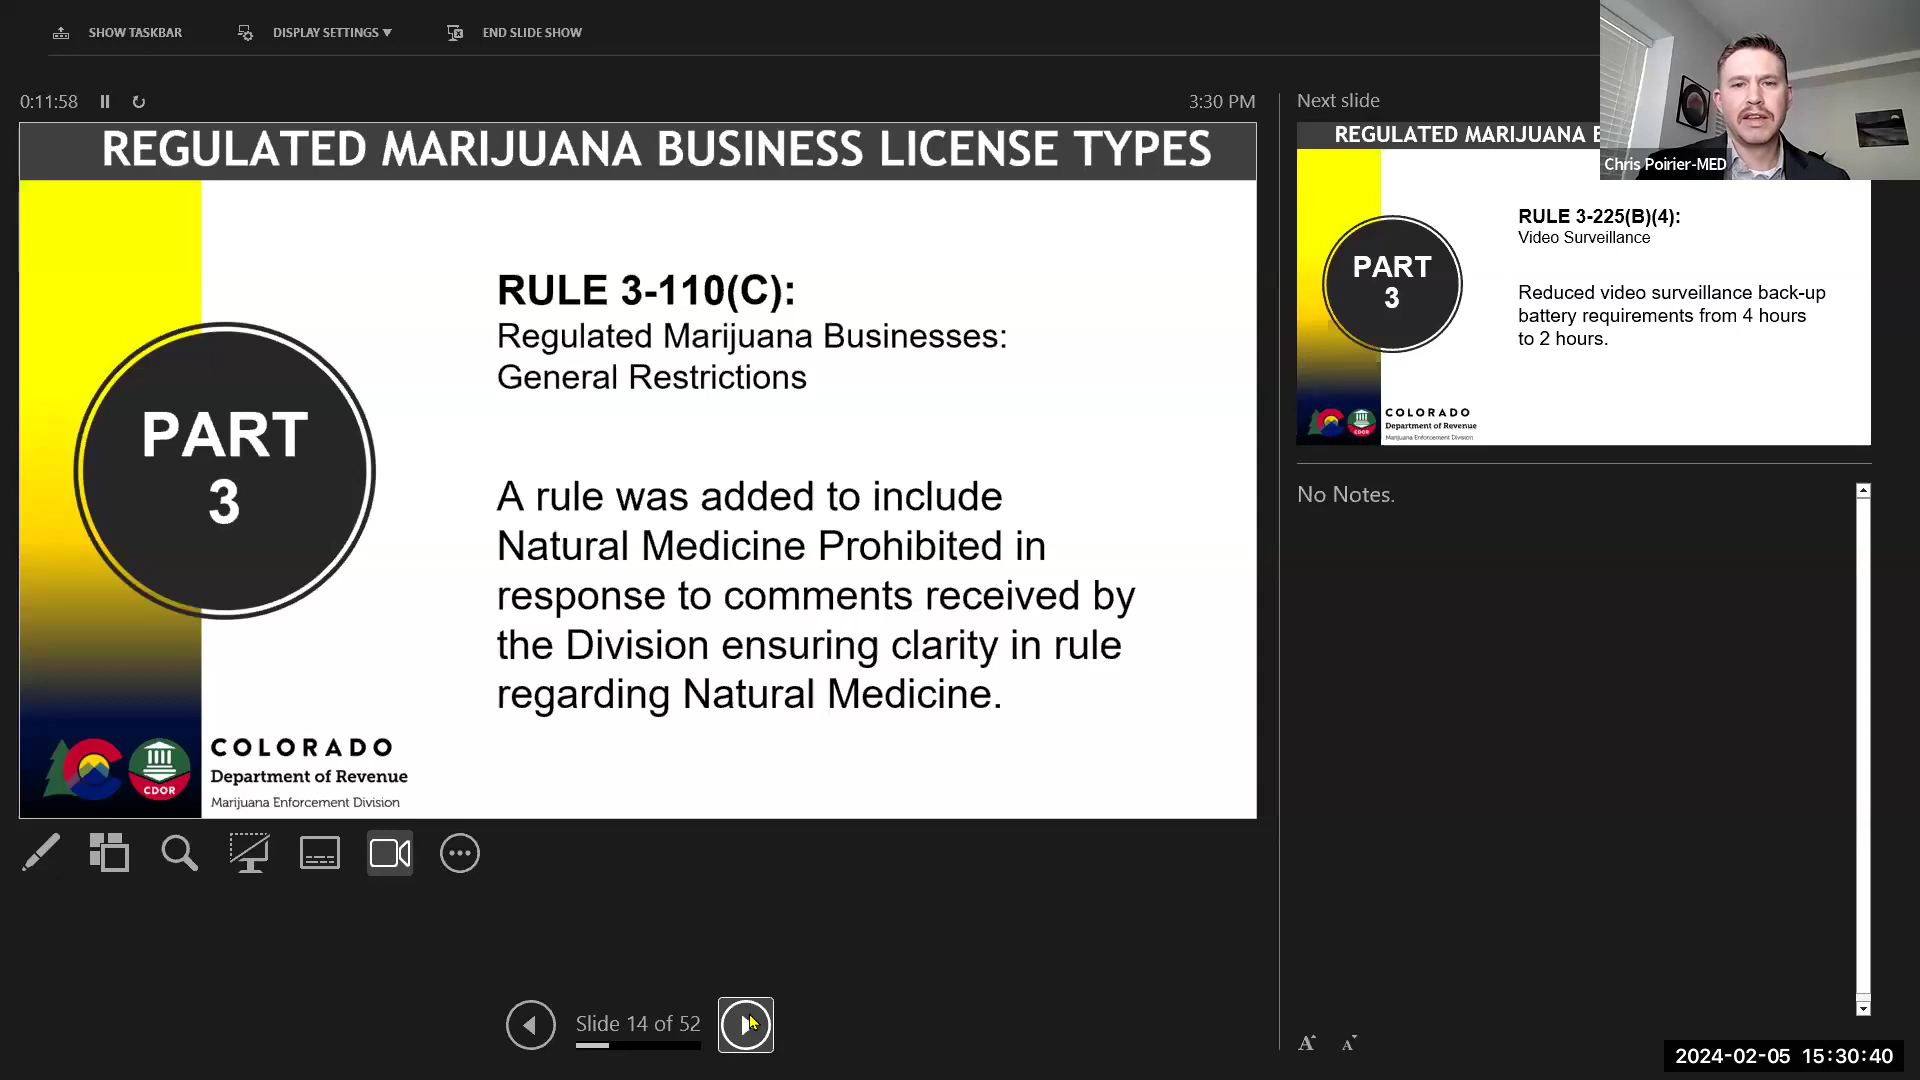 SHOW TASKBAR
DISPLAY SETTINGS ▼
END SLIDE SHOW
0:11:58
3:30 PM
REGULATED MARIJUANA BUSINESS LICENSE TYPES
PART
3
RULE 3-110(C):
Regulated Marijuana Businesses:
General Restrictions
A rule was added to include
Natural Medicine Prohibited in
response to comments received by
the Division ensuring clarity in rule
regarding Natural Medicine.
CDOR
COLORADO
Department of Revenue
Marijuana Enforcement Division
Slide 14 of 52
Next slide
REGULATED MARIJUANA B
Chris Poirier-MED
PART
3
RULE 3-225(B)(4):
Video Surveillance
Reduced video surveillance back-up
battery requirements from 4 hours
to 2 hours.
CDOR
COLORADO
Department of Revenue
Marijuana Enforcement Division
No Notes.
A A
2024-02-05 15:30:40